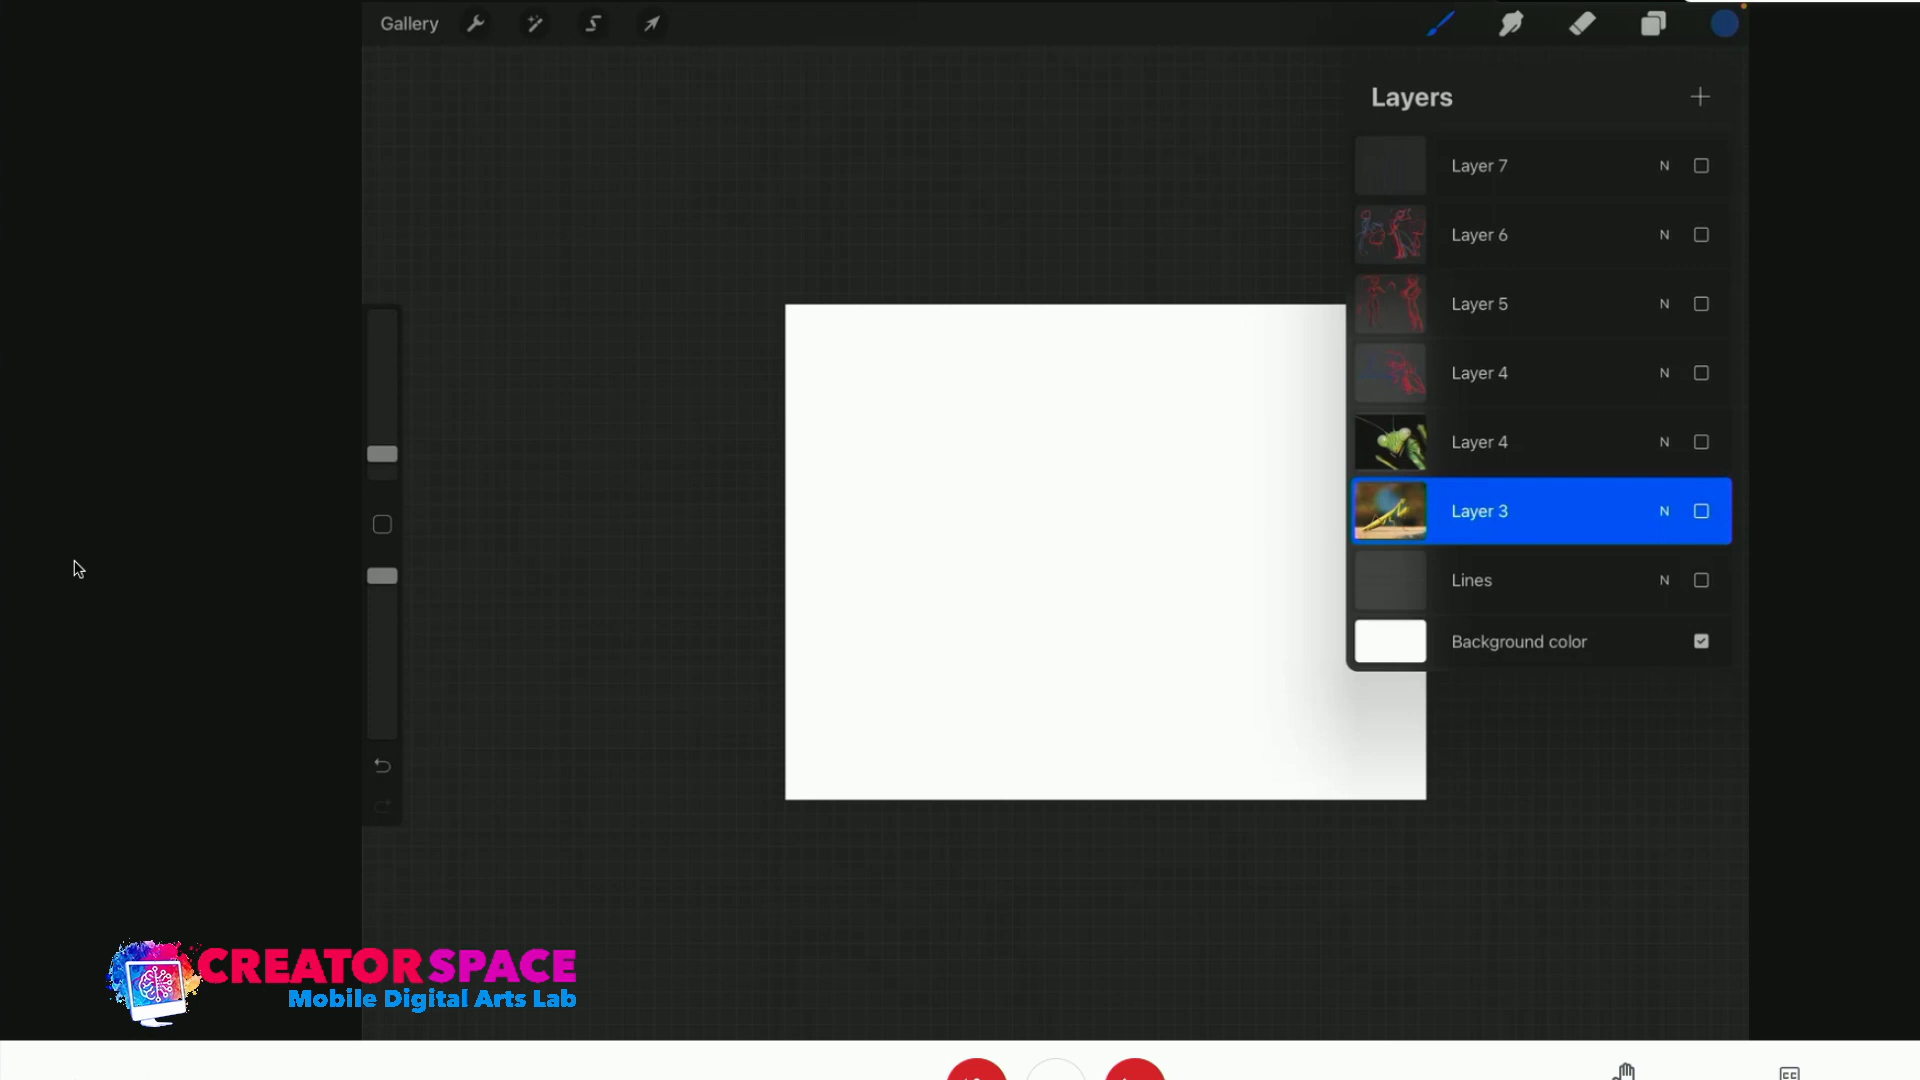 Gallery
Layers
Layer 7 N
Layer 6 N
Layer 5 N
Layer 4 N
Layer 4 N
Layer 3 N
Lines N
Background color
CREATORSPACE
Mobile Digital Arts Lab
CC